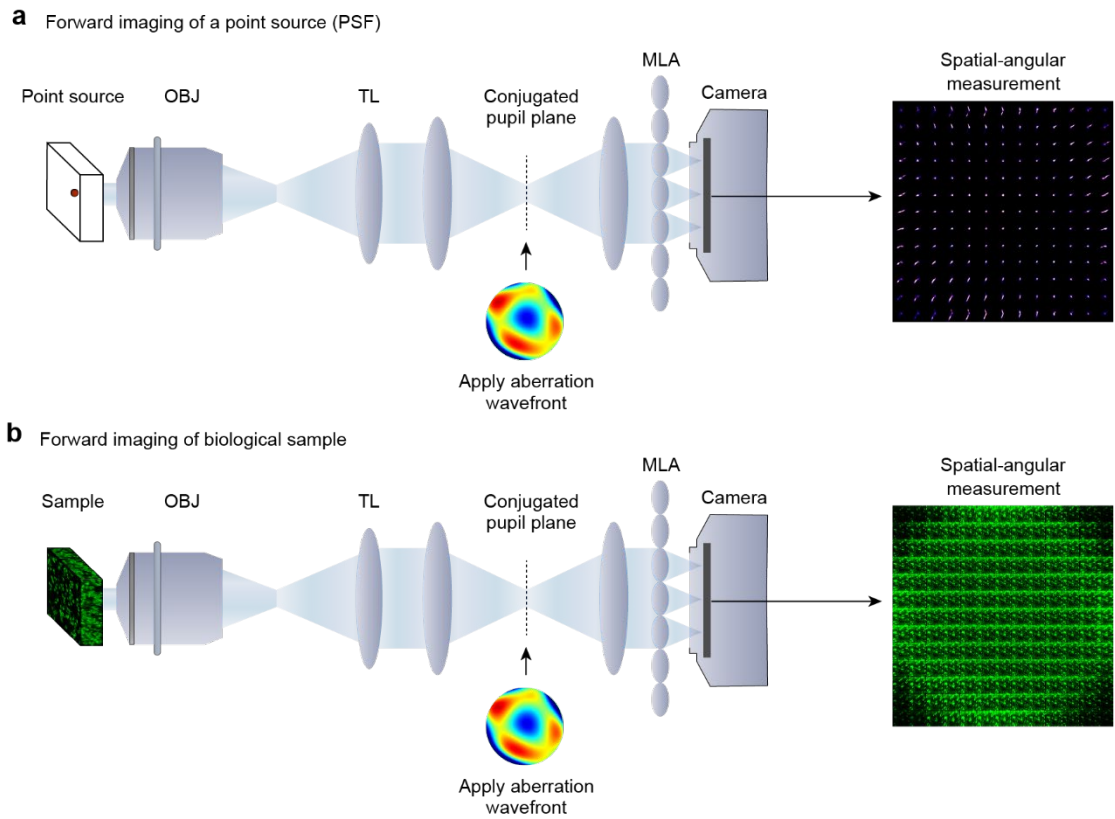 a Forward imaging of a point source (PSF)
Point source
OBJ
TL
Conjugated
pupil plane
MLA
Camera
Spatial-angular
measurement
Apply aberration
wavefront
b Forward imaging of biological sample
Sample
OBJ
TL
Conjugated
pupil plane
MLA
Camera
Spatial-angular
measurement
Apply aberration
wavefront